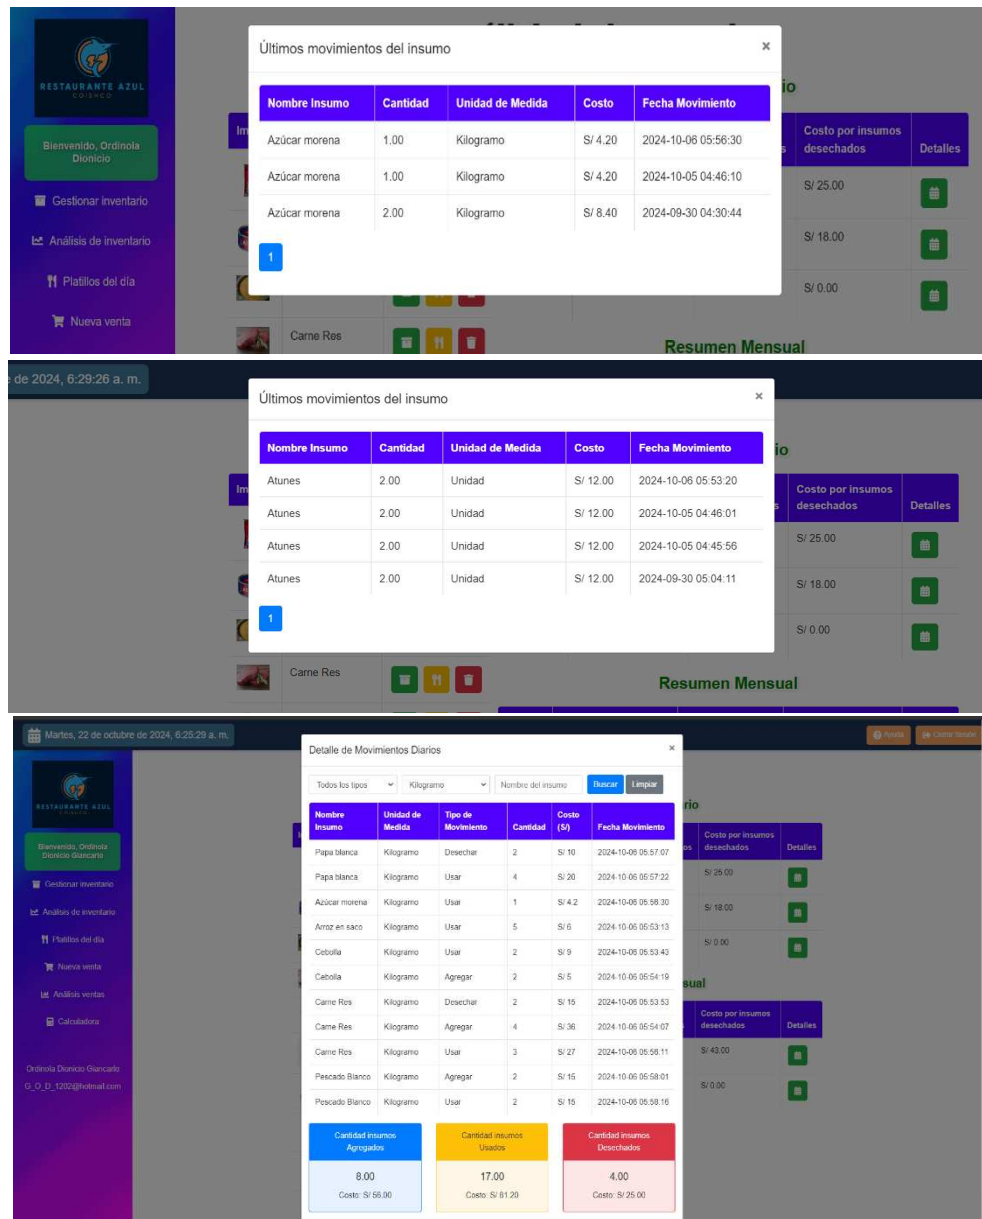 Últimos movimientos del insumo ×
RESTAURANTE AZUL
COISHCO
Nombre Insumo Cantidad Unidad de Medida Costo Fecha Movimiento
io
Azúcar morena 1.00 Kilogramo S/ 4.20 2024-10-06 05:56:30
Azúcar morena 1.00 Kilogramo S/ 4.20 2024-10-05 04:46:10
Azúcar morena 2.00 Kilogramo S/ 8.40 2024-09-30 04:30:44
1
Bienvenido, Ordinola
Dionicio
Gestionar inventario
Análisis de inventario
Platillos del día
Nueva venta
Im
Costo por insumos
desechados Detalles
S/ 25.00
S/ 18.00
S/ 0.00
Carne Res
Resumen Mensual
e de 2024, 6:29:26 a. m.
Últimos movimientos del insumo ×
Nombre Insumo Cantidad Unidad de Medida Costo Fecha Movimiento
io
Atunes 2.00 Unidad S/ 12.00 2024-10-06 05:53:20
Atunes 2.00 Unidad S/ 12.00 2024-10-05 04:46:01
Atunes 2.00 Unidad S/ 12.00 2024-10-05 04:45:56
Atunes 2.00 Unidad S/ 12.00 2024-09-30 05:04:11
1
Im
s
Costo por insumos
desechados Detalles
S/ 25.00
S/ 18.00
S/ 0.00
Carne Res
Resumen Mensual
Martes, 22 de octubre de 2024, 6:25:29 a. m.
Ayuda Cerrar Sesión
RESTAURANTE AZUL
Bienvenido, Ordinola
Dionicio Giancarlo
Gestionar inventario
Análisis de inventario
Platillos del día
Nueva venta
Análisis ventas
Calculadora
Ordinola Dionicio Giancarlo
G_O_D_1202@hotmail.com
Detalle de Movimientos Diarios ×
Todos los tipos Kilogramo Nombre del insumo Buscar Limpiar
Nombre Insumo Unidad de Medida Tipo de Movimiento Cantidad Costo (S/) Fecha Movimiento
Papa blanca Kilogramo Desechar 2 S/ 10 2024-10-06 05:57:07
Papa blanca Kilogramo Usar 4 S/ 20 2024-10-06 05:57:22
Azúcar morena Kilogramo Usar 1 S/ 4.2 2024-10-06 05:56:30
Arroz en saco Kilogramo Usar 5 S/ 6 2024-10-06 05:53:13
Cebolla Kilogramo Usar 2 S/ 9 2024-10-06 05:53:43
Cebolla Kilogramo Agregar 2 S/ 5 2024-10-06 05:54:19
Carne Res Kilogramo Desechar 2 S/ 15 2024-10-06 05:53:53
Carne Res Kilogramo Agregar 4 S/ 36 2024-10-06 05:54:07
Carne Res Kilogramo Usar 3 S/ 27 2024-10-06 05:56:11
Pescado Blanco Kilogramo Agregar 2 S/ 15 2024-10-06 05:58:01
Pescado Blanco Kilogramo Usar 2 S/ 15 2024-10-06 05:58:16
Cantidad insumos Agregados
8.00
Costo: S/ 56.00
Cantidad insumos Usados
17.00
Costo: S/ 81.20
Cantidad insumos Desechados
4.00
Costo: S/ 25.00
rio
os
Costo por insumos
desechados Detalles
S/ 25.00
S/ 18.00
S/ 0.00
sual
Costo por insumos
desechados Detalles
S/ 43.00
S/ 0.00